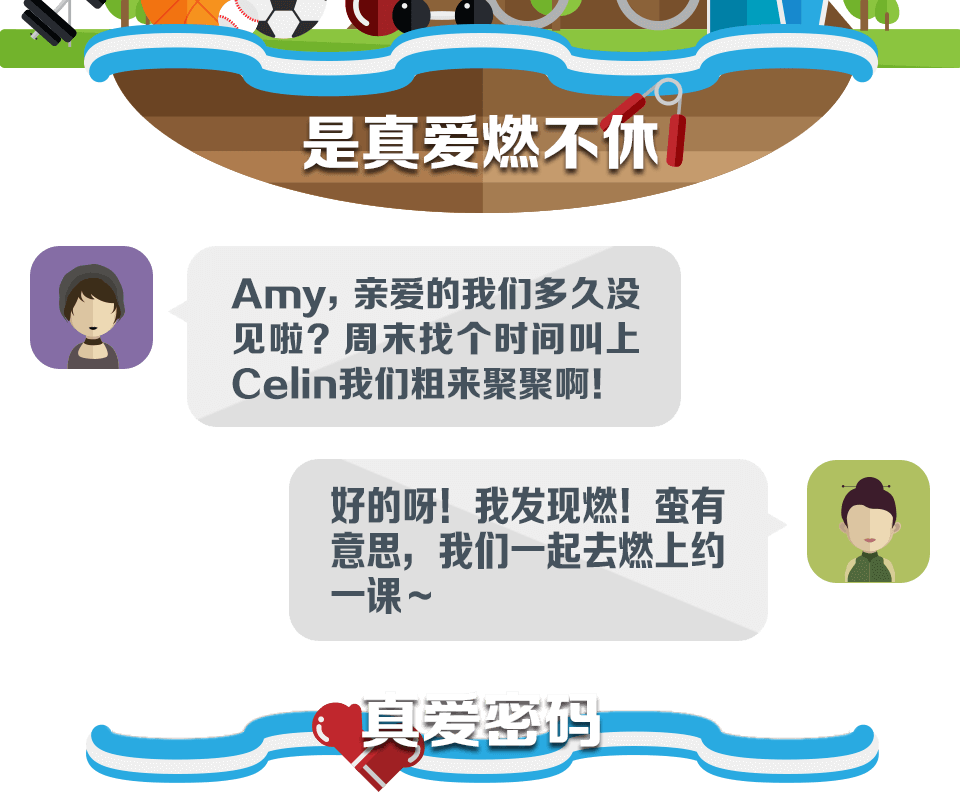 是真爱燃不休
Amy, 亲爱的我们多久没
见啦? 周末找个时间叫上
Celin我们粗来聚聚啊!
好的呀! 我发现燃! 蛮有
意思, 我们一起去燃上约
一课~
真爱密码